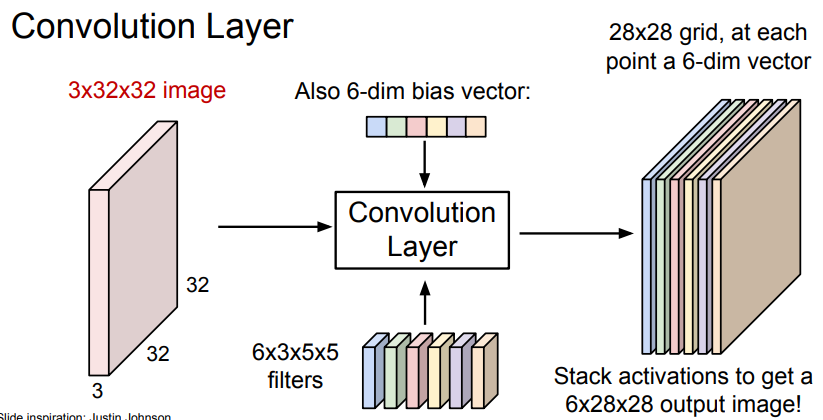 Convolution Layer
3x32x32 image
Also 6-dim bias vector:
28x28 grid, at each
point a 6-dim vector
Convolution
Layer
32
32
3
6x3x5x5
filters
Stack activations to get a
6x28x28 output image!
Slide inspiration: Justin Johnson